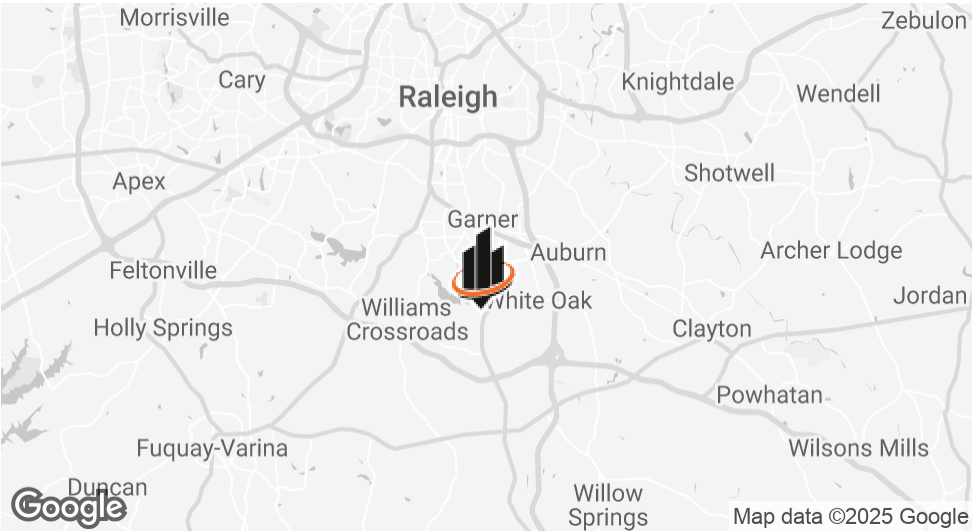 Morrisville
Zebulon
Cary
Knightdale
Raleigh
Wendell
Shotwell
Apex
Garner
Auburn
Archer Lodge
Feltonville
White Oak
Jordan
Williams
Crossroads
Holly Springs
Clayton
Powhatan
Fuquay-Varina
Wilsons Mills
Duncan
Willow
Springs
Google
Map data ©2025 Google